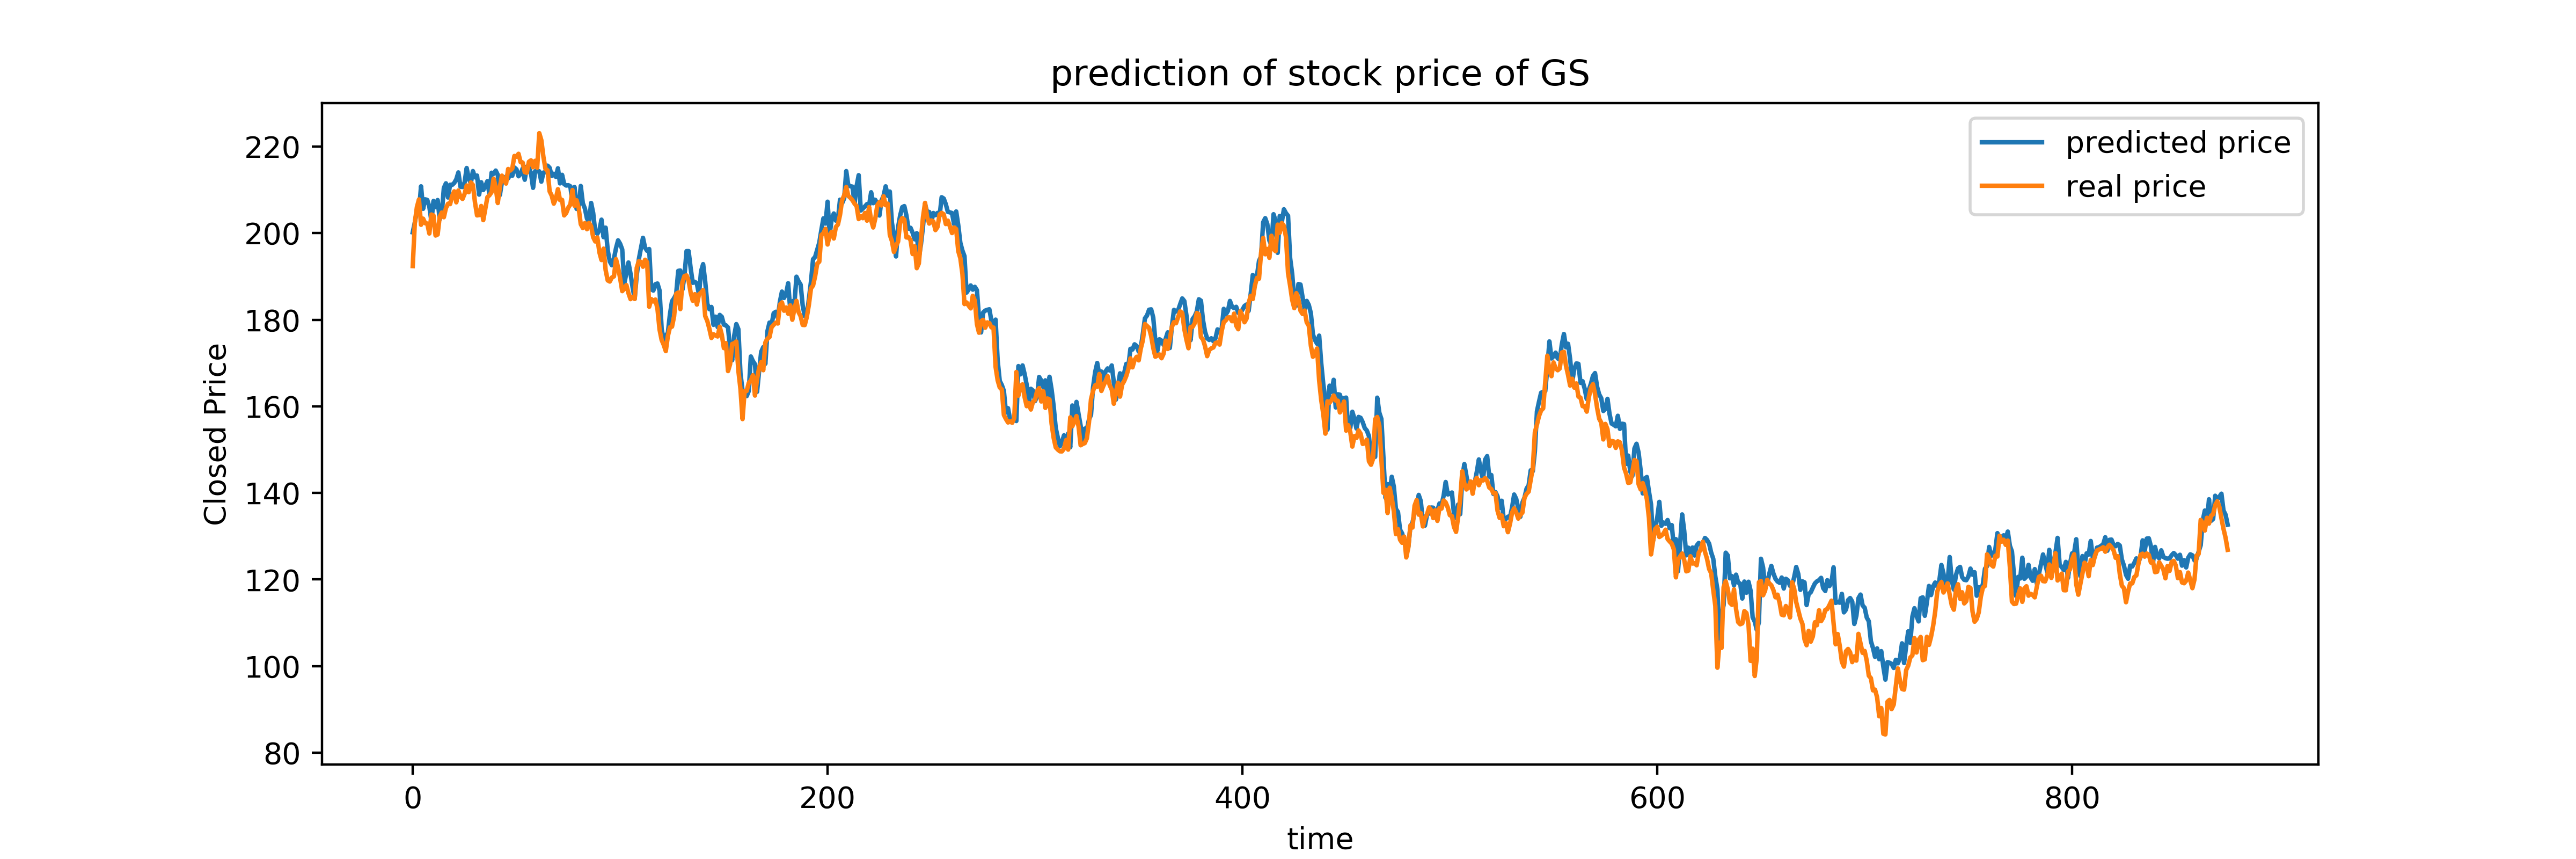 prediction of stock price of GS
predicted price
real price
Closed Price
220
200
180
160
140
120
100
80
0 200 400 600 800
time